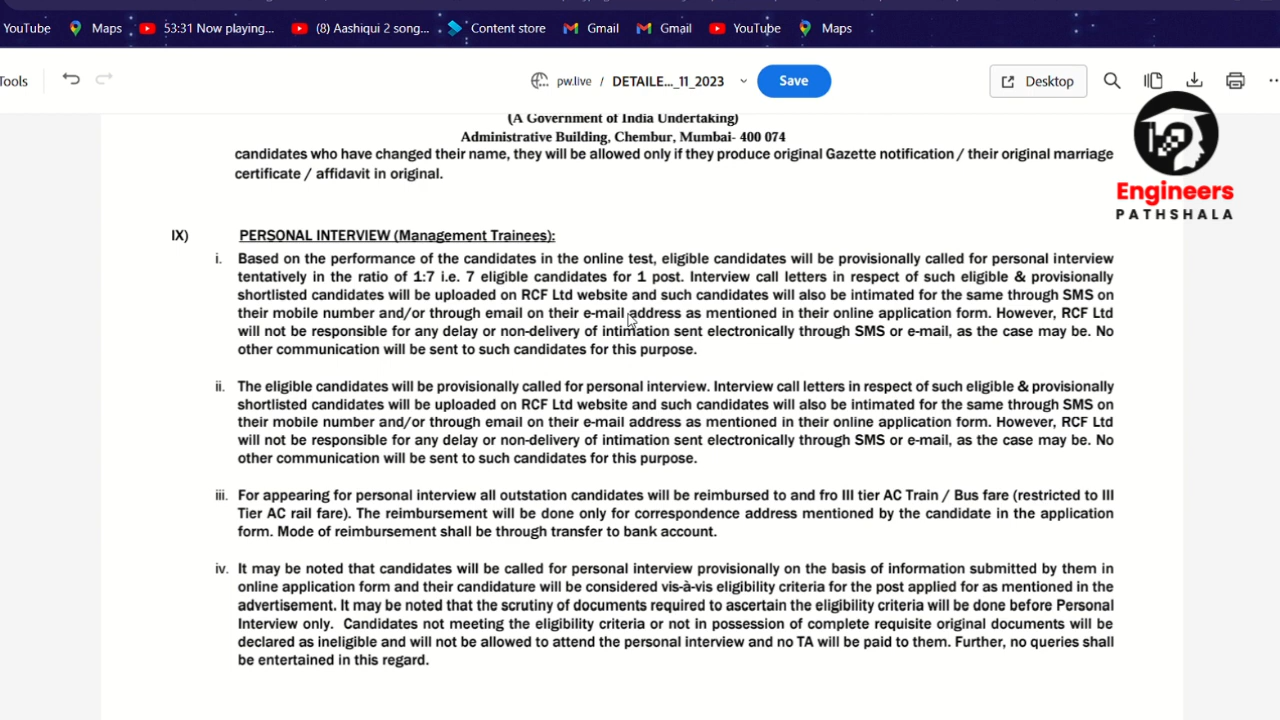 YouTube Maps 53:31 Now playing... (8) Aashiqui 2 song... Content store Gmail Gmail YouTube Maps
Tools pw.live / DETAILE..._11_2023 Save Desktop
(A Government of India Undertaking)
Administrative Building, Chembur, Mumbai- 400 074
candidates who have changed their name, they will be allowed only if they produce original Gazette notification / their original marriage
certificate / affidavit in original.
Engineers
PATHSHALA
IX) PERSONAL INTERVIEW (Management Trainees):
i. Based on the performance of the candidates in the online test, eligible candidates will be provisionally called for personal interview
tentatively in the ratio of 1:7 i.e. 7 eligible candidates for 1 post. Interview call letters in respect of such eligible & provisionally
shortlisted candidates will be uploaded on RCF Ltd website and such candidates will also be intimated for the same through SMS on
their mobile number and/or through email on their e-mail address as mentioned in their online application form. However, RCF Ltd
will not be responsible for any delay or non-delivery of intimation sent electronically through SMS or e-mail, as the case may be. No
other communication will be sent to such candidates for this purpose.
ii. The eligible candidates will be provisionally called for personal interview. Interview call letters in respect of such eligible & provisionally
shortlisted candidates will be uploaded on RCF Ltd website and such candidates will also be intimated for the same through SMS on
their mobile number and/or through email on their e-mail address as mentioned in their online application form. However, RCF Ltd
will not be responsible for any delay or non-delivery of intimation sent electronically through SMS or e-mail, as the case may be. No
other communication will be sent to such candidates for this purpose.
iii. For appearing for personal interview all outstation candidates will be reimbursed to and fro III tier AC Train / Bus fare (restricted to III
Tier AC rail fare). The reimbursement will be done only for correspondence address mentioned by the candidate in the application
form. Mode of reimbursement shall be through transfer to bank account.
iv. It may be noted that candidates will be called for personal interview provisionally on the basis of information submitted by them in
online application form and their candidature will be considered vis-à-vis eligibility criteria for the post applied for as mentioned in the
advertisement. It may be noted that the scrutiny of documents required to ascertain the eligibility criteria will be done before Personal
Interview only. Candidates not meeting the eligibility criteria or not in possession of complete requisite original documents will be
declared as ineligible and will not be allowed to attend the personal interview and no TA will be paid to them. Further, no queries shall
be entertained in this regard.